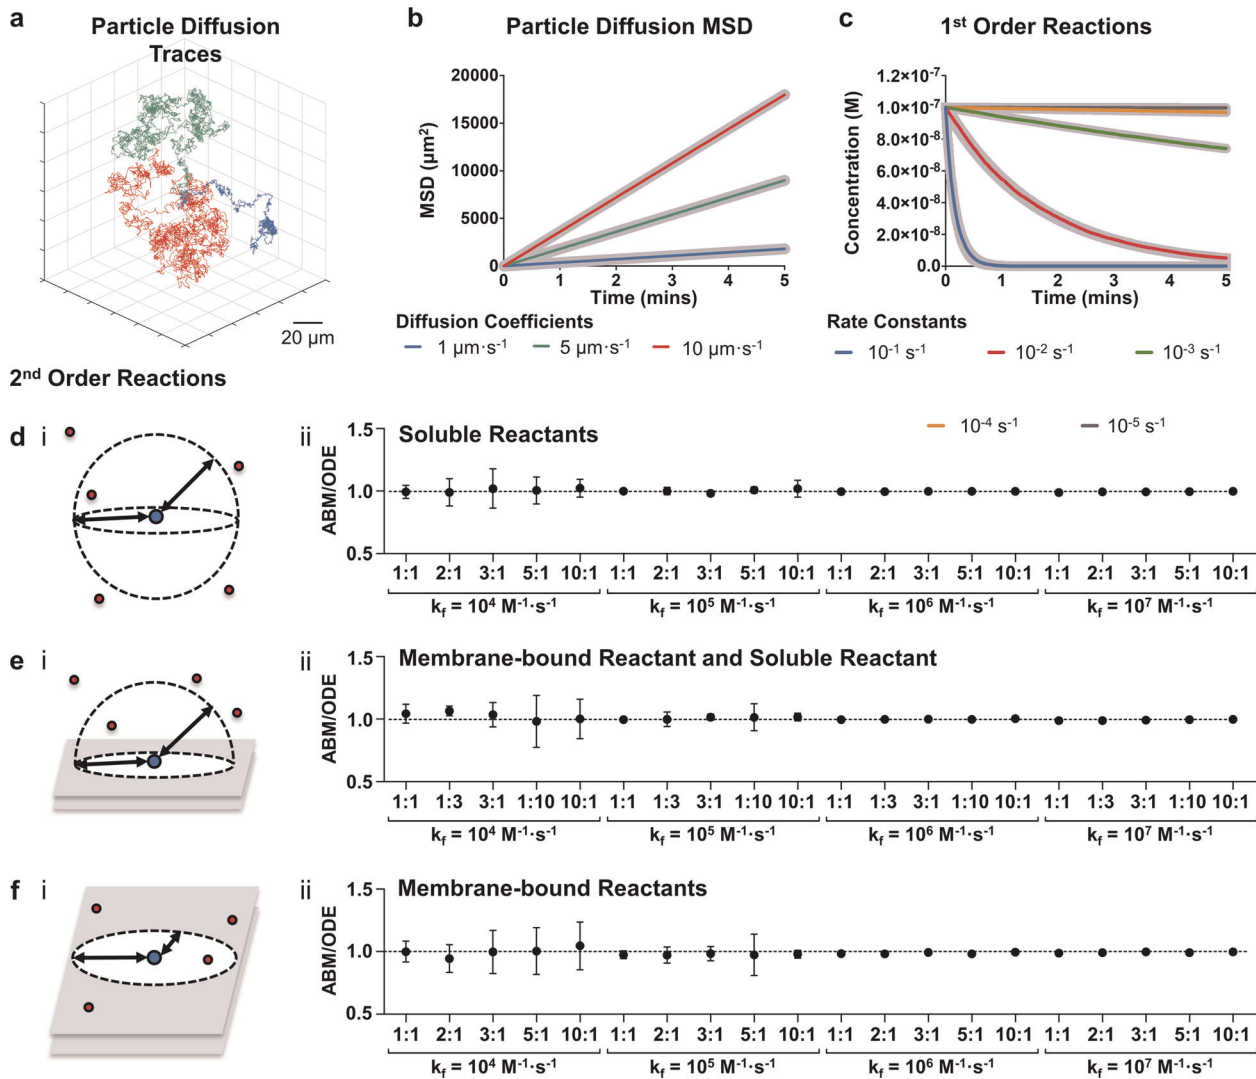 a
Particle Diffusion
Traces
20 µm
b
Particle Diffusion MSD
MSD (µm²)
20000
15000
10000
5000
0
0 1 2 3 4 5
Time (mins)
Diffusion Coefficients
1 µm·s⁻¹ 5 µm·s⁻¹ 10 µm·s⁻¹
c
1ˢᵗ Order Reactions
Concentration (M)
1.2×10⁻⁷
1.0×10⁻⁷
8.0×10⁻⁸
6.0×10⁻⁸
4.0×10⁻⁸
2.0×10⁻⁸
0.0
0 1 2 3 4 5
Time (mins)
Rate Constants
10⁻¹ s⁻¹ 10⁻² s⁻¹ 10⁻³ s⁻¹
10⁻⁴ s⁻¹ 10⁻⁵ s⁻¹
2ⁿᵈ Order Reactions
d i
ii
Soluble Reactants
ABM/ODE
1.5
1.0
0.5
1:1 2:1 3:1 5:1 10:1 1:1 2:1 3:1 5:1 10:1 1:1 2:1 3:1 5:1 10:1 1:1 2:1 3:1 5:1 10:1
k_f = 10⁴ M⁻¹·s⁻¹ k_f = 10⁵ M⁻¹·s⁻¹ k_f = 10⁶ M⁻¹·s⁻¹ k_f = 10⁷ M⁻¹·s⁻¹
e i
ii
Membrane-bound Reactant and Soluble Reactant
ABM/ODE
1.5
1.0
0.5
1:1 1:3 3:1 1:10 10:1 1:1 1:3 3:1 1:10 10:1 1:1 1:3 3:1 1:10 10:1 1:1 1:3 3:1 1:10 10:1
k_f = 10⁴ M⁻¹·s⁻¹ k_f = 10⁵ M⁻¹·s⁻¹ k_f = 10⁶ M⁻¹·s⁻¹ k_f = 10⁷ M⁻¹·s⁻¹
f i
ii
Membrane-bound Reactants
ABM/ODE
1.5
1.0
0.5
1:1 2:1 3:1 5:1 10:1 1:1 2:1 3:1 5:1 10:1 1:1 2:1 3:1 5:1 10:1 1:1 2:1 3:1 5:1 10:1
k_f = 10⁴ M⁻¹·s⁻¹ k_f = 10⁵ M⁻¹·s⁻¹ k_f = 10⁶ M⁻¹·s⁻¹ k_f = 10⁷ M⁻¹·s⁻¹